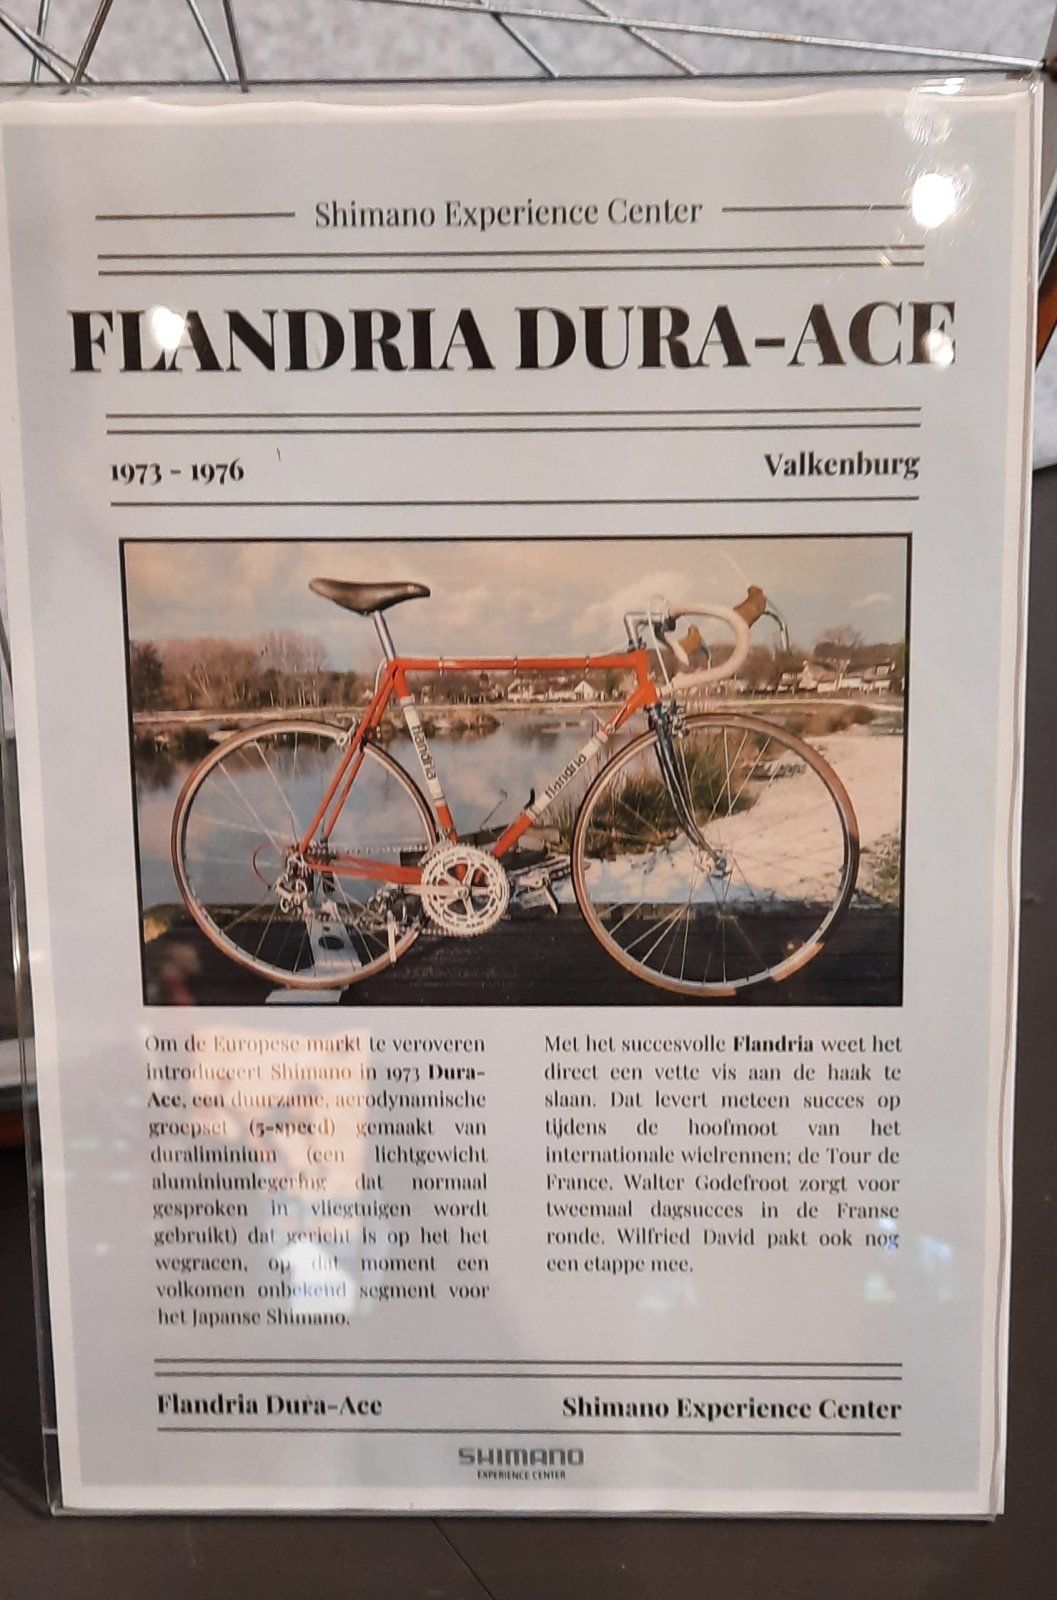 Shimano Experience Center
FLANDRIA DURA-ACE
1973 - 1976
Valkenburg
flandria
flandria
Om de Europese markt te veroveren
introduceert Shimano in 1973 Dura-
Ace, een duurzame, aerodynamische
groepset (5-speed) gemaakt van
duraliminium (een lichtgewicht
aluminiumlegering dat normaal
gesproken in vliegtuigen wordt
gebruikt) dat gericht is op het het
wegracen, op dat moment een
volkomen onbekend segment voor
het Japanse Shimano.
Met het succesvolle Flandria weet het
direct een vette vis aan de haak te
slaan. Dat levert meteen succes op
tijdens de hoofmoot van het
internationale wielrennen; de Tour de
France. Walter Godefroot zorgt voor
tweemaal dagsucces in de Franse
ronde. Wilfried David pakt ook nog
een etappe mee.
Flandria Dura-Ace
Shimano Experience Center
SHIMANO
EXPERIENCE CENTER